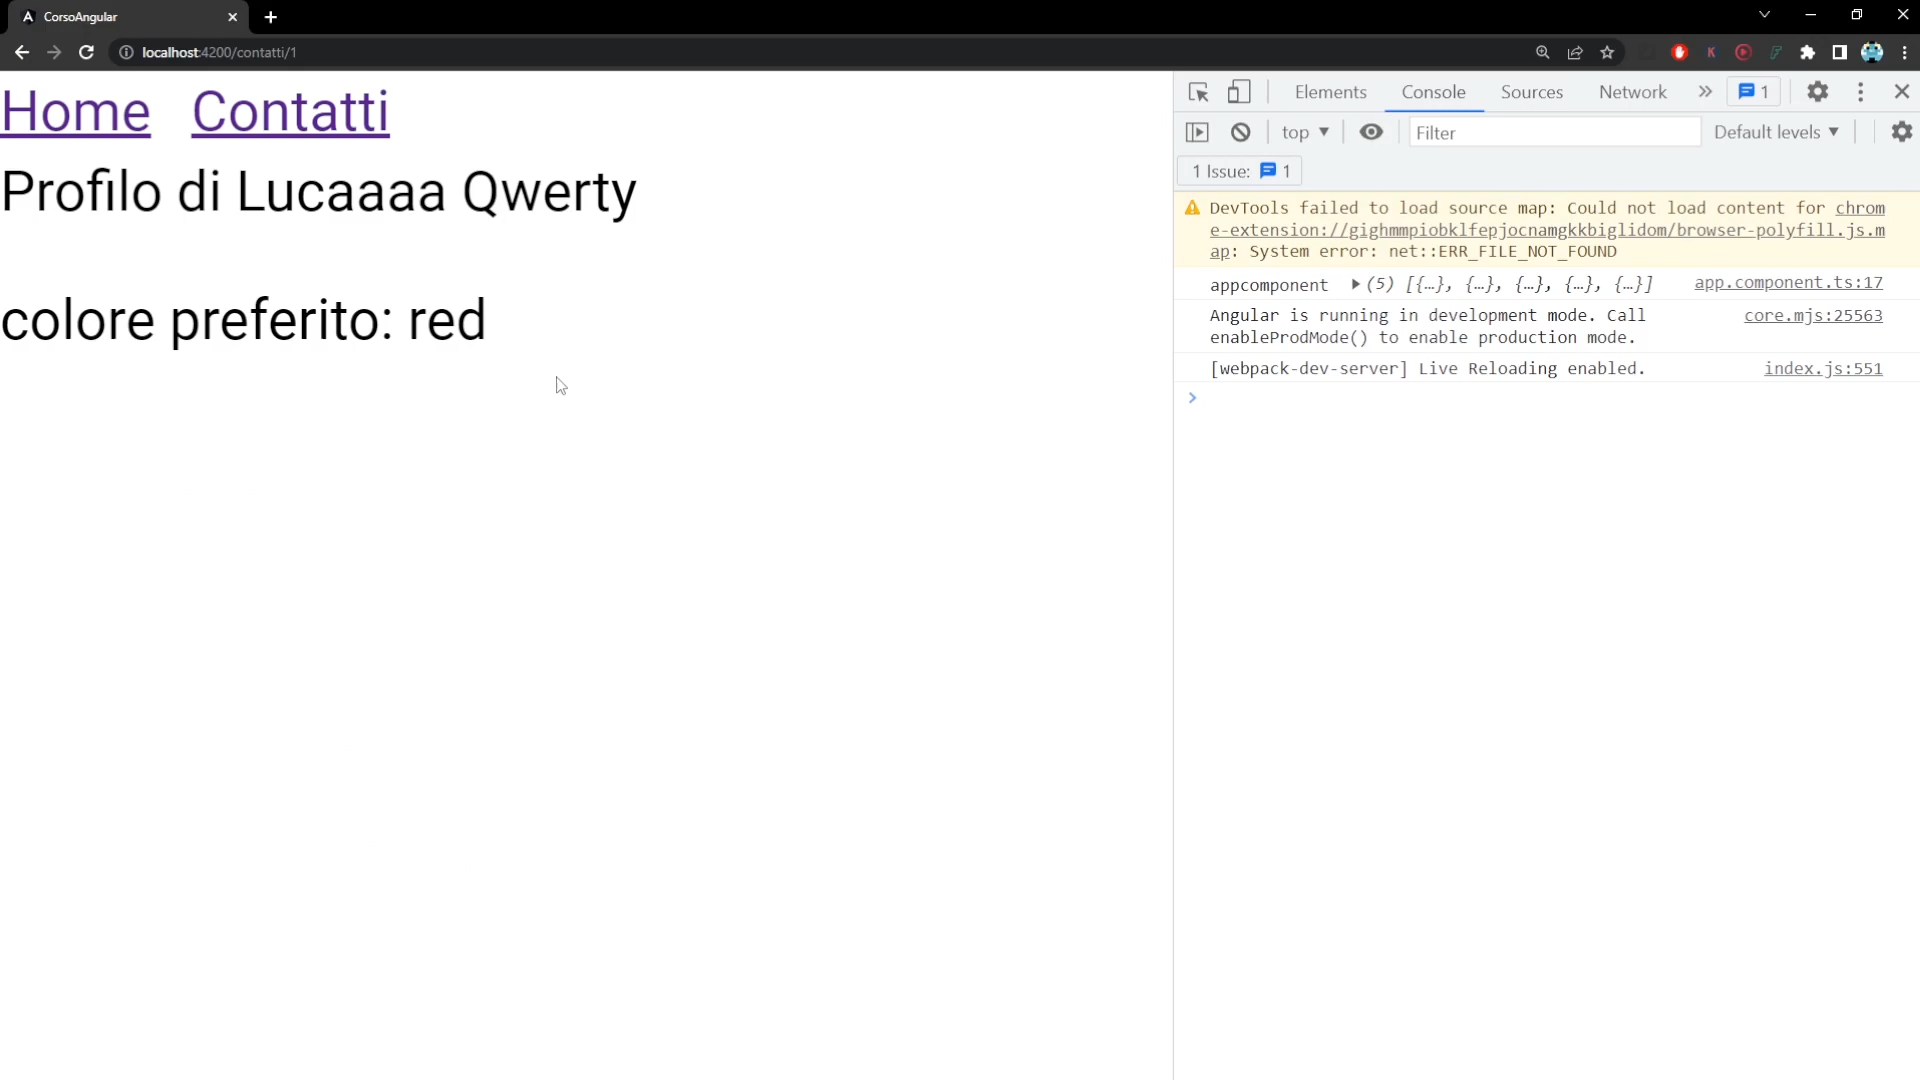 CorsoAngular
localhost:4200/contatti/1
Home Contatti
Profilo di Lucaaaa Qwerty
colore preferito: red
Elements Console Sources Network 1
top Filter Default levels
1 Issue: 1
DevTools failed to load source map: Could not load content for chrom
e-extension://gighmmpiobklfepjocnamgkkbiglidom/browser-polyfill.js.m
ap: System error: net::ERR_FILE_NOT_FOUND
appcomponent (5) [{…}, {…}, {…}, {…}, {…}] app.component.ts:17
Angular is running in development mode. Call core.mjs:25563
enableProdMode() to enable production mode.
[webpack-dev-server] Live Reloading enabled. index.js:551